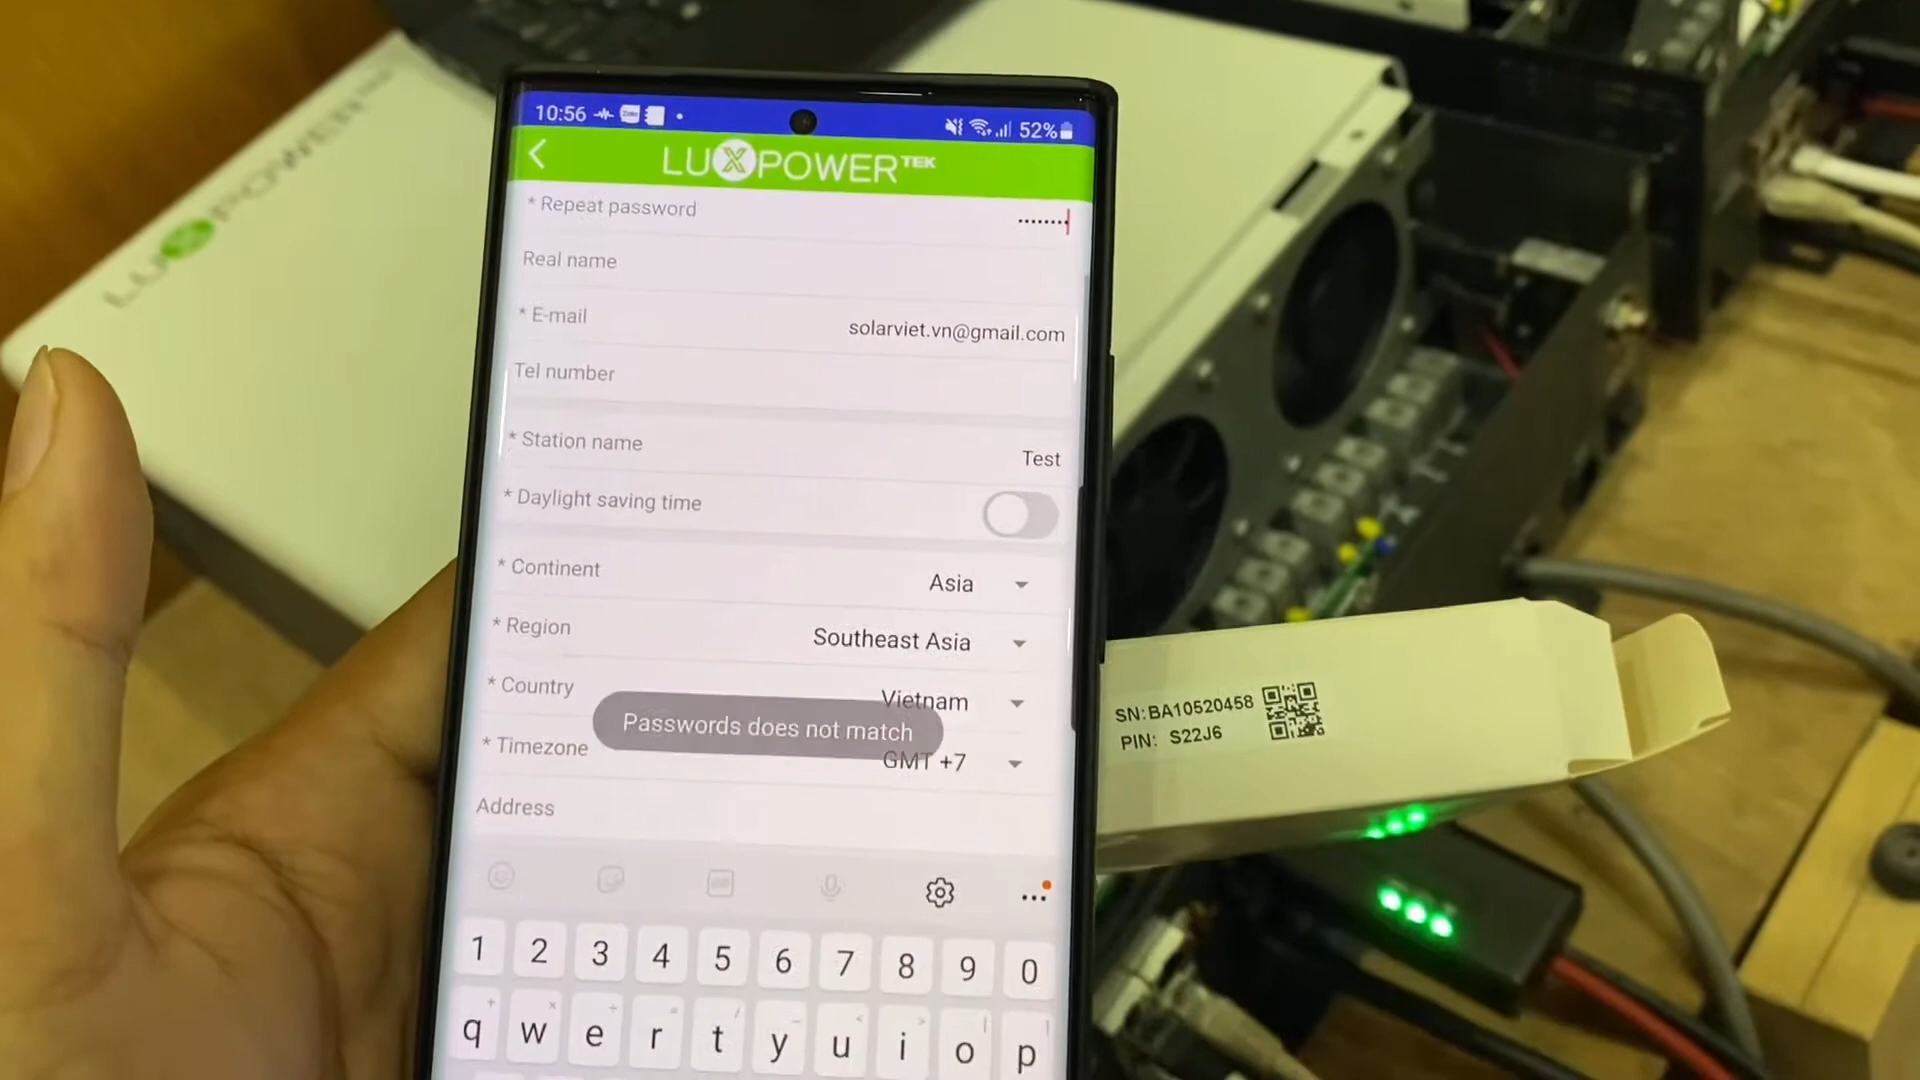 10:56
52%
LUXPOWERTEK
LUXPOWER
* Repeat password ••••••••
Real name
* E-mail solarviet.vn@gmail.com
Tel number
* Station name Test
* Daylight saving time
* Continent Asia
* Region Southeast Asia
* Country Vietnam
Passwords does not match
* Timezone GMT +7
Address
SN:BA10520458
PIN: S22J6
1 2 3 4 5 6 7 8 9 0
q w e r t y u i o p